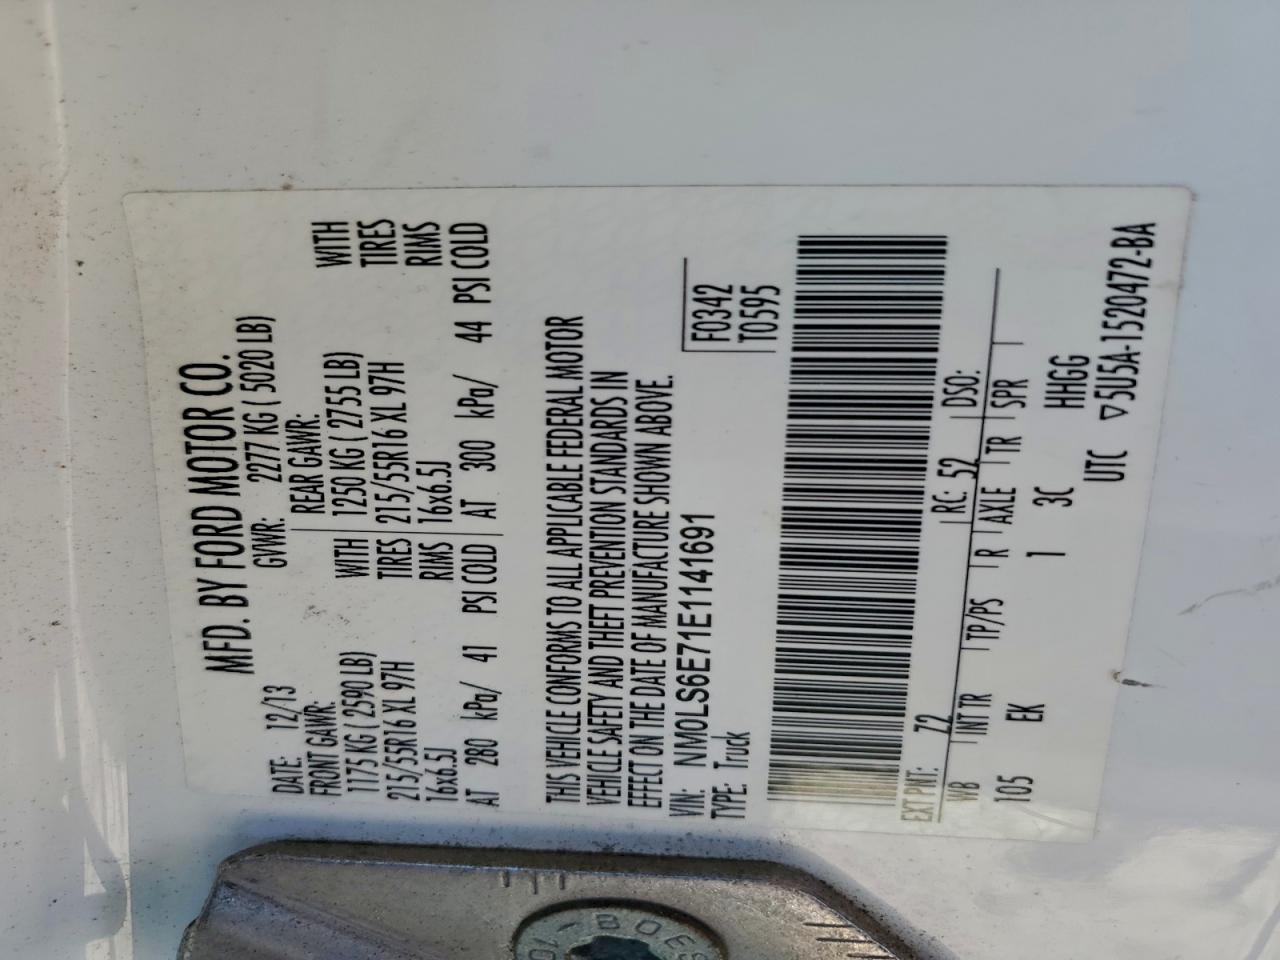 MFD. BY FORD MOTOR CO.
DATE: 12/13 GVWR: 2277 KG ( 5020 LB)
FRONT GAWR: REAR GAWR:
1175 KG ( 2590 LB) WITH 1250 KG ( 2755 LB) WITH
215/55R16 XL 97H TIRES 215/55R16 XL 97H TIRES
16x6.5J RIMS 16x6.5J RIMS
AT 280 kPa/ 41 PSI COLD AT 300 kPa/ 44 PSI COLD
THIS VEHICLE CONFORMS TO ALL APPLICABLE FEDERAL MOTOR
VEHICLE SAFETY AND THEFT PREVENTION STANDARDS IN
EFFECT ON THE DATE OF MANUFACTURE SHOWN ABOVE.
VIN: NM0LS6E71E1141691 F0342
TYPE: Truck T0595
EXT PNT: Z2 RC: 52 DSO:
WB INT TR TP/PS R AXLE TR SPR
105 EK 1 3C HHGG
UTC ▽5U5A-1520472-BA